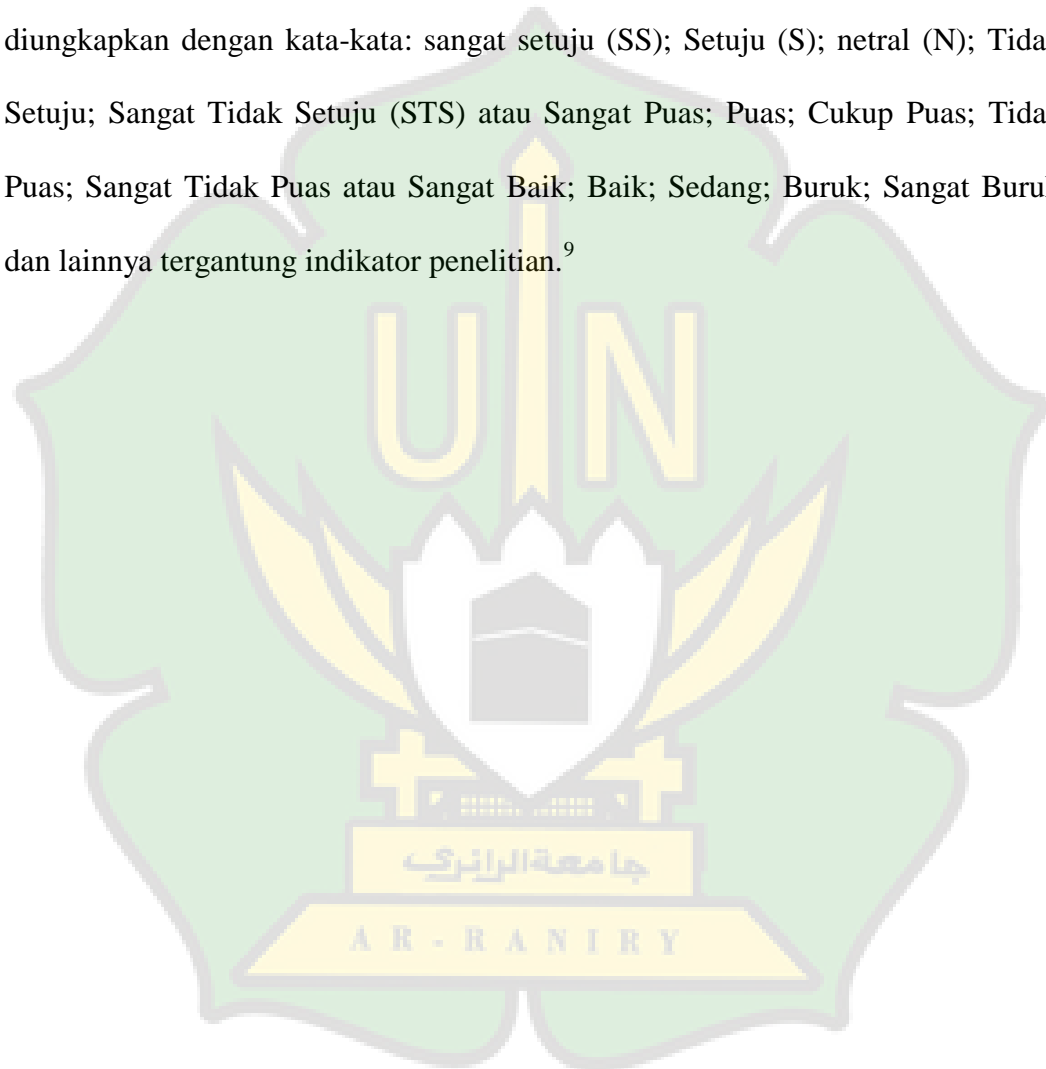 diungkapkan dengan kata-kata: sangat setuju (SS); Setuju (S); netral (N); Tida
Setuju; Sangat Tidak Setuju (STS) atau Sangat Puas; Puas; Cukup Puas; Tida
Puas; Sangat Tidak Puas atau Sangat Baik; Baik; Sedang; Buruk; Sangat Buru
dan lainnya tergantung indikator penelitian.⁹
UIN
جامعةالرانري
AR-RANIRY